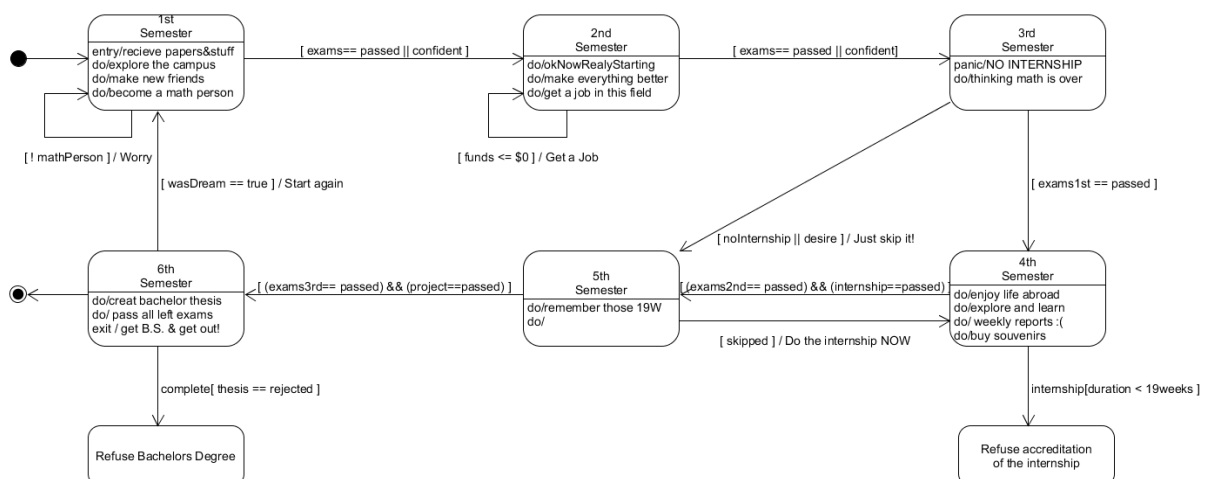 1st
Semester
entry/recieve papers&stuff
do/explore the campus
do/make new friends
do/become a math person
[ exams== passed || confident ]
2nd
Semester
do/okNowRealyStarting
do/make everything better
do/get a job in this field
[ exams== passed || confident]
3rd
Semester
panic/NO INTERNSHIP
do/thinking math is over
[ ! mathPerson ] / Worry
[ funds <= $0 ] / Get a Job
[ wasDream == true ] / Start again
[ exams1st == passed ]
[ noInternship || desire ] / Just skip it!
6th
Semester
do/creat bachelor thesis
do/ pass all left exams
exit / get B.S. & get out!
[ (exams3rd== passed) && (project==passed) ]
5th
Semester
do/remember those 19W
do/
[ (exams2nd== passed) && (internship==passed) ]
4th
Semester
do/enjoy life abroad
do/explore and learn
do/ weekly reports :(
do/buy souvenirs
[ skipped ] / Do the internship NOW
complete[ thesis == rejected ]
internship[duration < 19weeks ]
Refuse Bachelors Degree
Refuse accreditation
of the internship